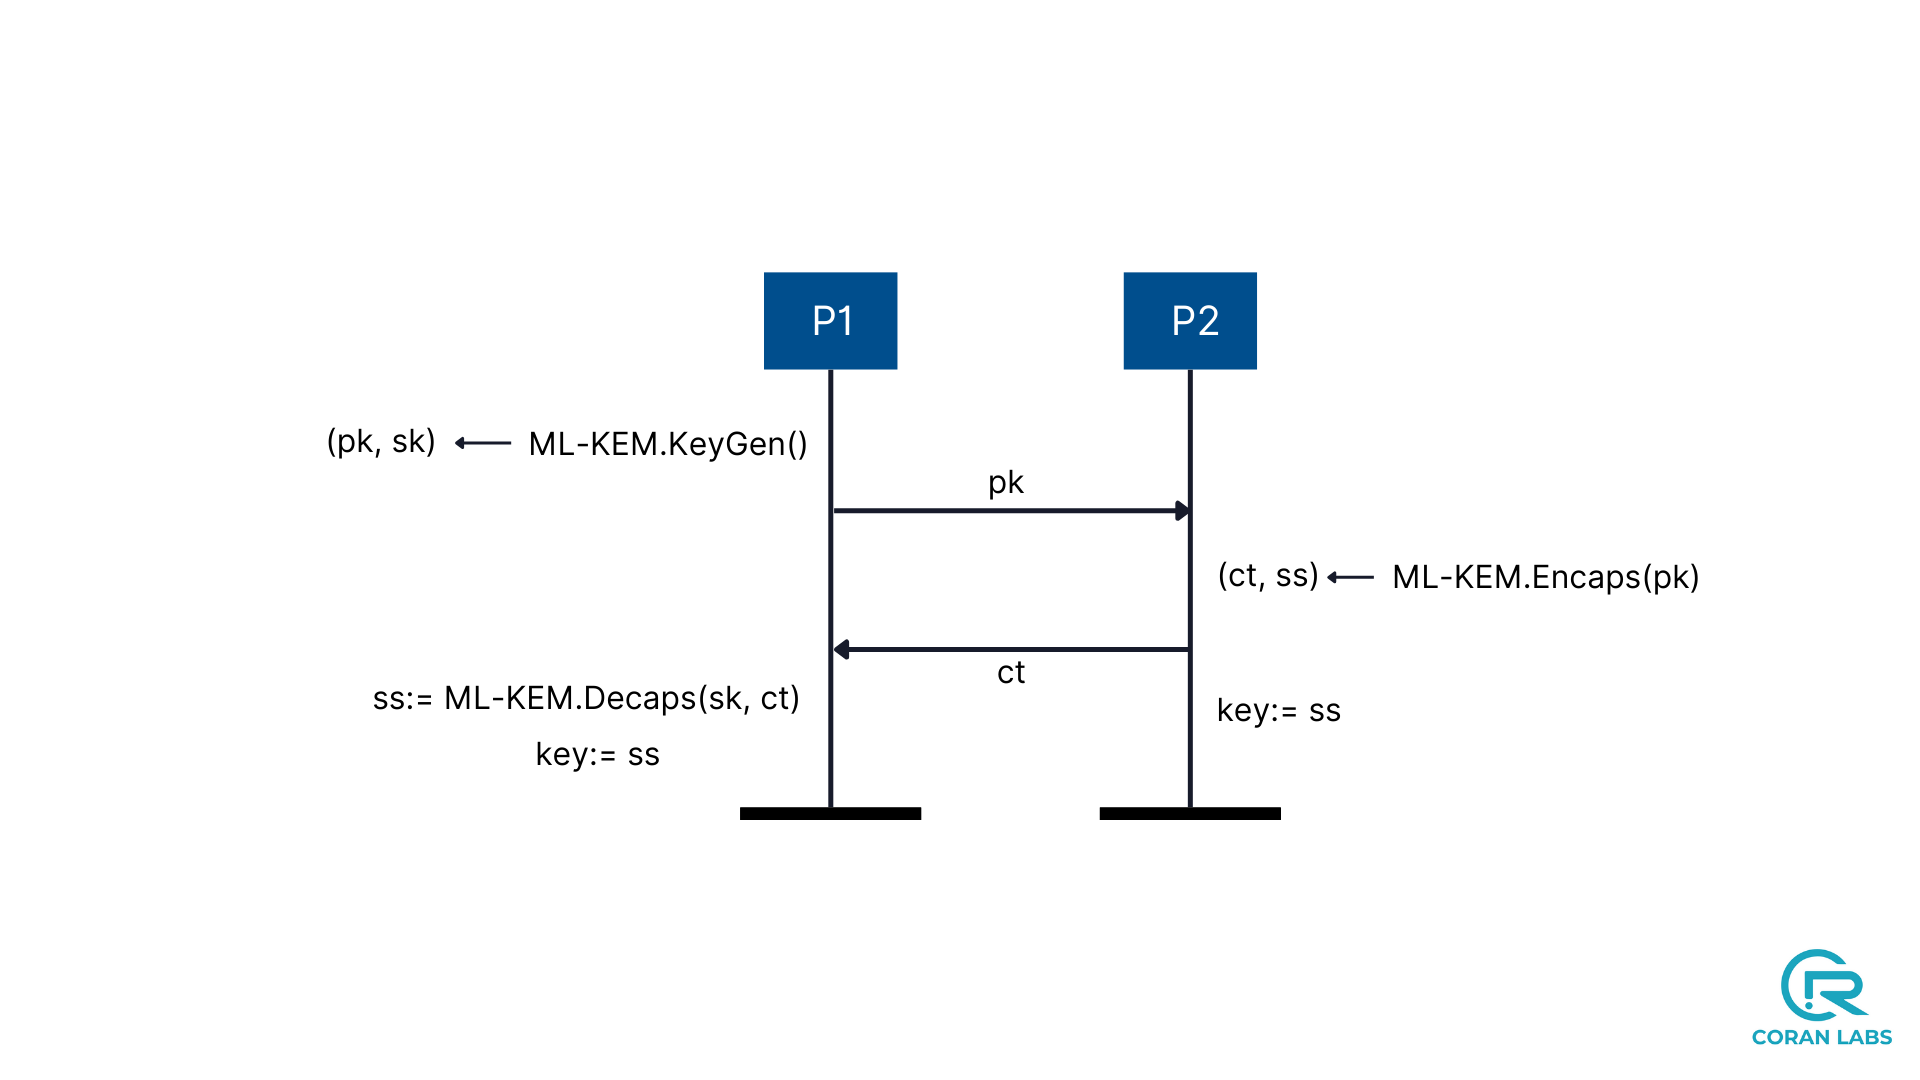 P1
P2
(pk, sk)
ML-KEM.KeyGen()
pk
(ct, ss)
ML-KEM.Encaps(pk)
ct
ss:= ML-KEM.Decaps(sk, ct)
key:= ss
key:= ss
CORAN LABS